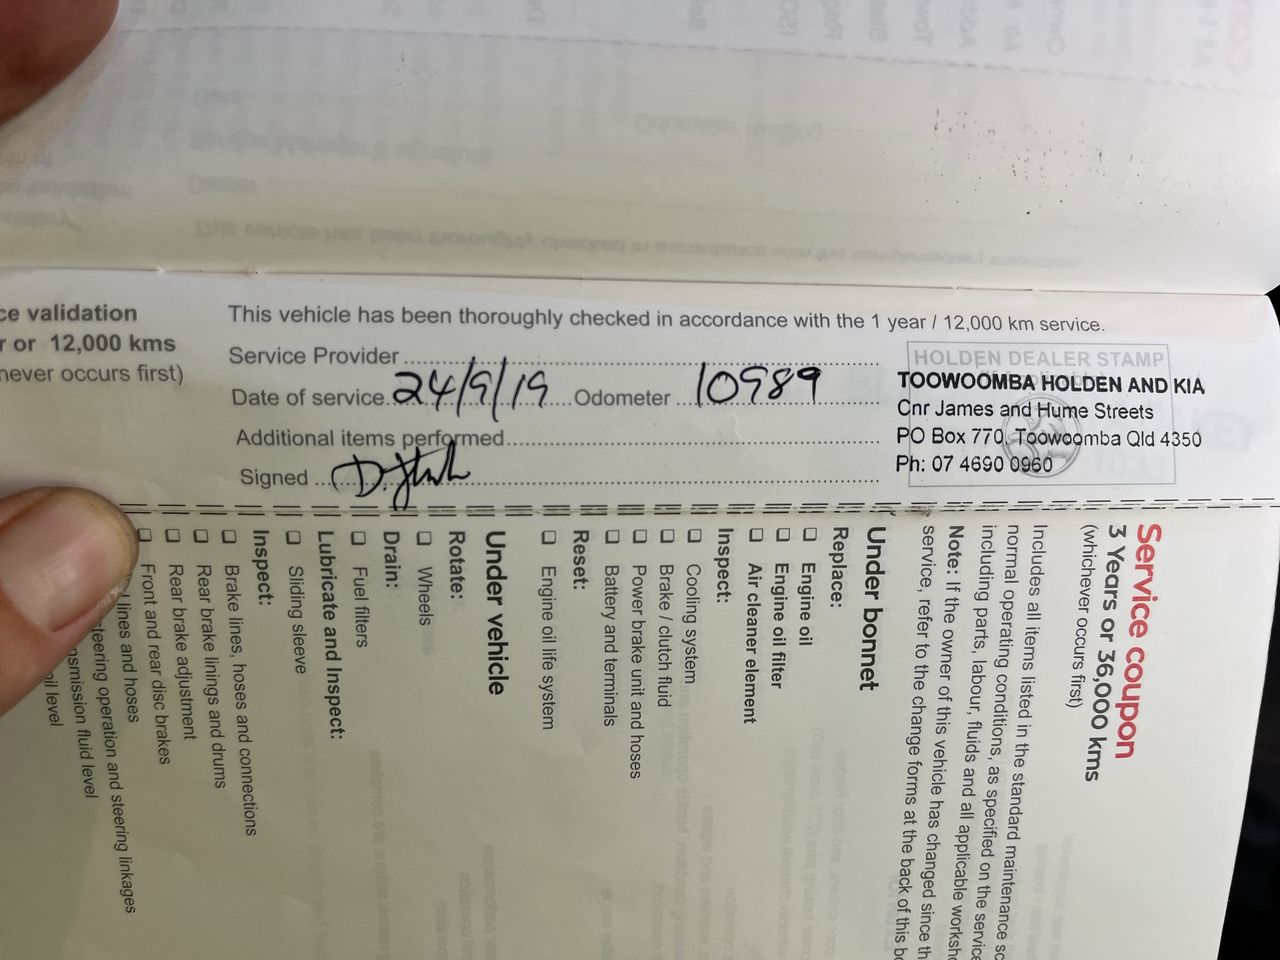 ce validation
r or 12,000 kms
never occurs first)
This vehicle has been thoroughly checked in accordance with the 1 year / 12,000 km service.
Service Provider
Date of service 24/9/19 Odometer 10989
Additional items performed
Signed
HOLDEN DEALER STAMP
TOOWOOMBA HOLDEN AND KIA
Cnr James and Hume Streets
PO Box 770, Toowoomba Qld 4350
Ph: 07 4690 0960
Service coupon
3 Years or 36,000 kms
(whichever occurs first)
Includes all items listed in the standard maintenance sc
normal operating conditions, as specified on the service
including parts, labour, fluids and all applicable worksho
Note: If the owner of this vehicle has changed since th
service, refer to the change forms at the back of this bo
Under bonnet
Replace:
Engine oil
Engine oil filter
Air cleaner element
Inspect:
Cooling system
Brake / clutch fluid
Power brake unit and hoses
Battery and terminals
Reset:
Engine oil life system
Under vehicle
Rotate:
Wheels
Drain:
Fuel filters
Lubricate and Inspect:
Sliding sleeve
Inspect:
Brake lines, hoses and connections
Rear brake linings and drums
Rear brake adjustment
Front and rear disc brakes
lines and hoses
teering operation and steering linkages
nsmission fluid level
oil level